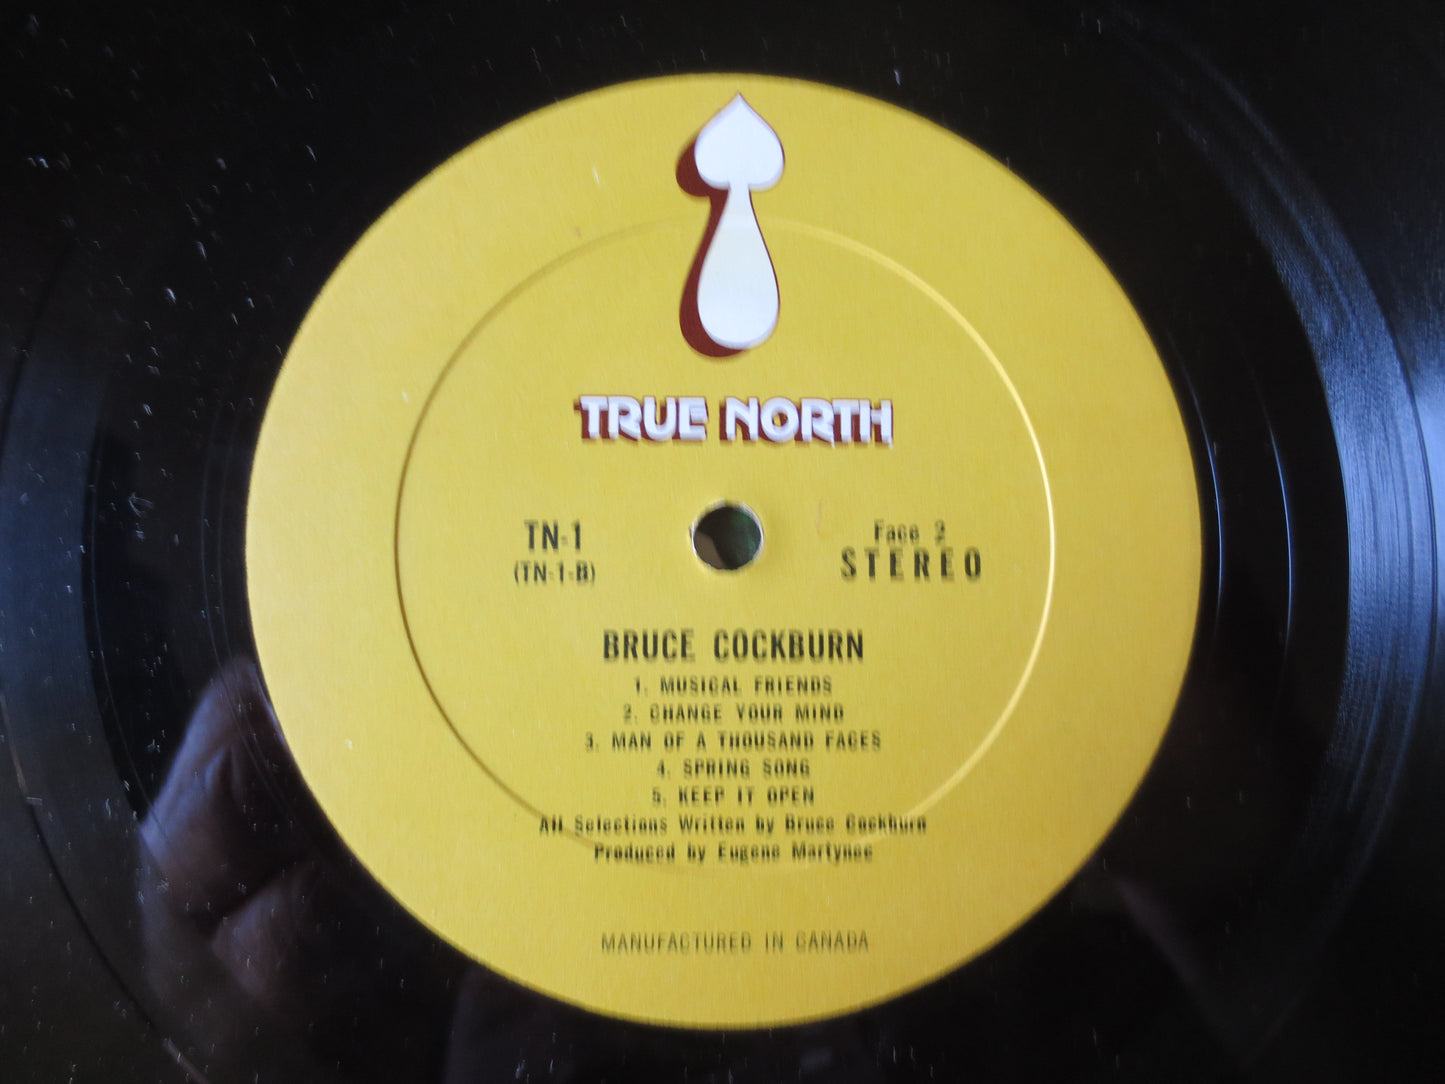 TRUE NORTH
TN-1
(TN-1-B)
Face 2
STEREO
BRUCE COCKBURN
1. MUSICAL FRIENDS
2. CHANGE YOUR MIND
3. MAN OF A THOUSAND FACES
4. SPRING SONG
5. KEEP IT OPEN
All Selections Written by Bruce Cockburn
Produced by Eugene Martynec
MANUFACTURED IN CANADA